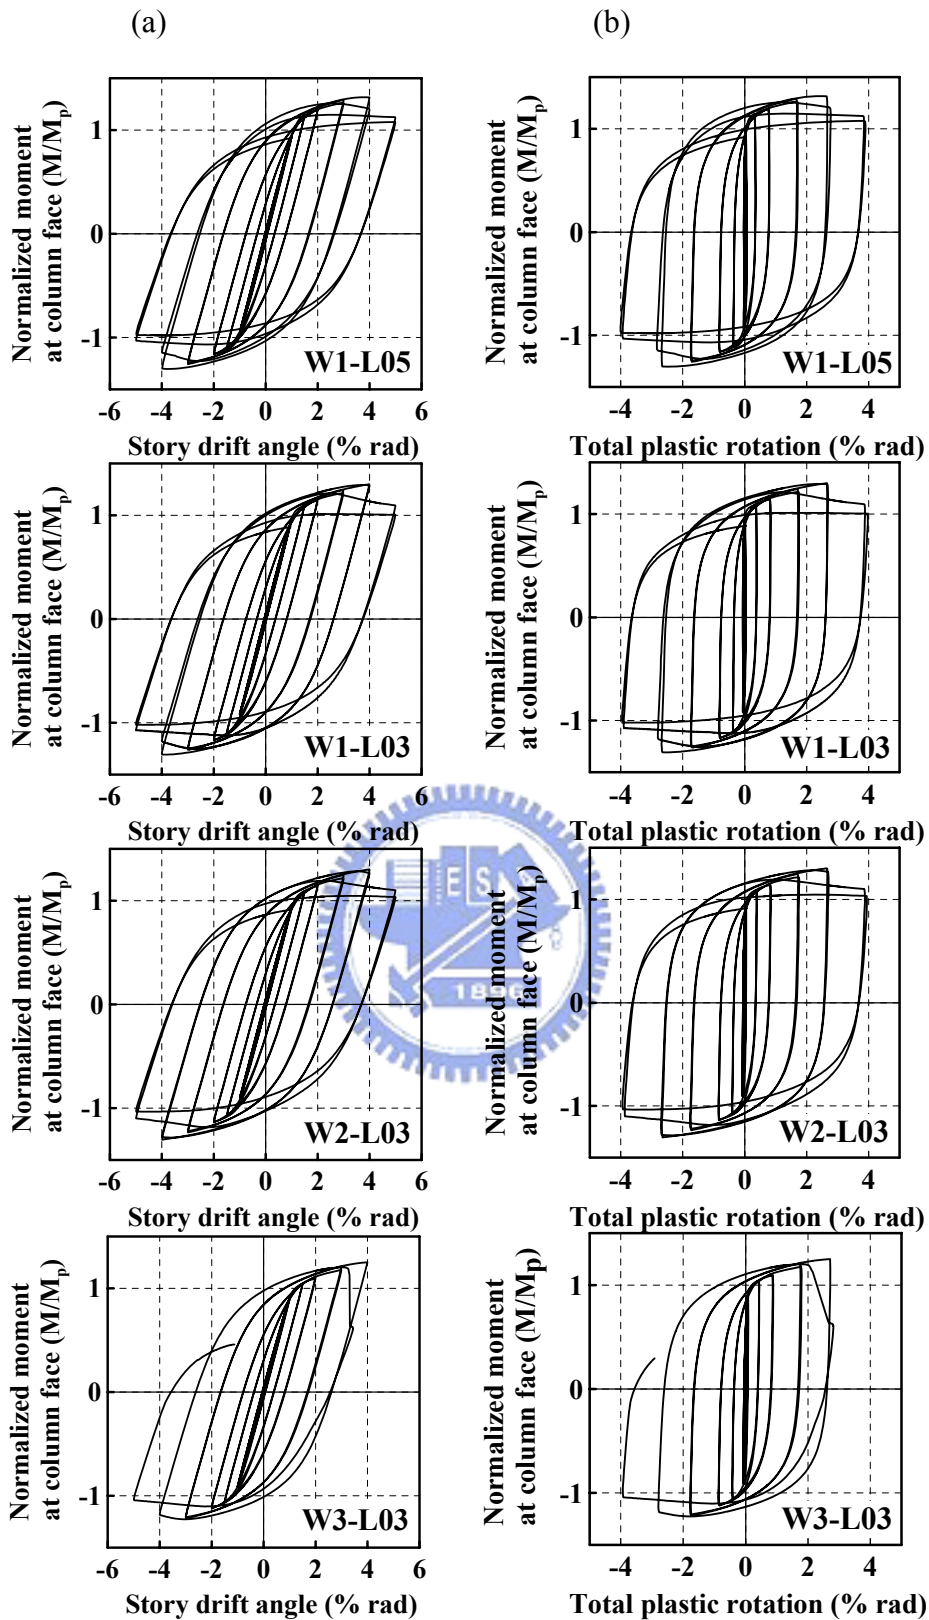 (a) (b)
Normalized moment
at column face (M/Mp)
1
0
-1
W1-L05
-6 -4 -2 0 2 4 6
Story drift angle (% rad)
Normalized moment
at column face (M/Mp)
1
0
-1
W1-L05
-4 -2 0 2 4
Total plastic rotation (% rad)
Normalized moment
at column face (M/Mp)
1
0
-1
W1-L03
-6 -4 -2 0 2 4 6
Story drift angle (% rad)
Normalized moment
at column face (M/Mp)
1
0
-1
W1-L03
-4 -2 0 2 4
Total plastic rotation (% rad)
Normalized moment
at column face (M/Mp)
1
0
-1
W2-L03
-6 -4 -2 0 2 4 6
Story drift angle (% rad)
Normalized moment
at column face (M/Mp)
1
0
-1
W2-L03
-4 -2 0 2 4
Total plastic rotation (% rad)
E S
1896
Normalized moment
at column face (M/Mp)
1
0
-1
W3-L03
-6 -4 -2 0 2 4 6
Story drift angle (% rad)
Normalized moment
at column face (M/Mp)
1
0
-1
W3-L03
-4 -2 0 2 4
Total plastic rotation (% rad)